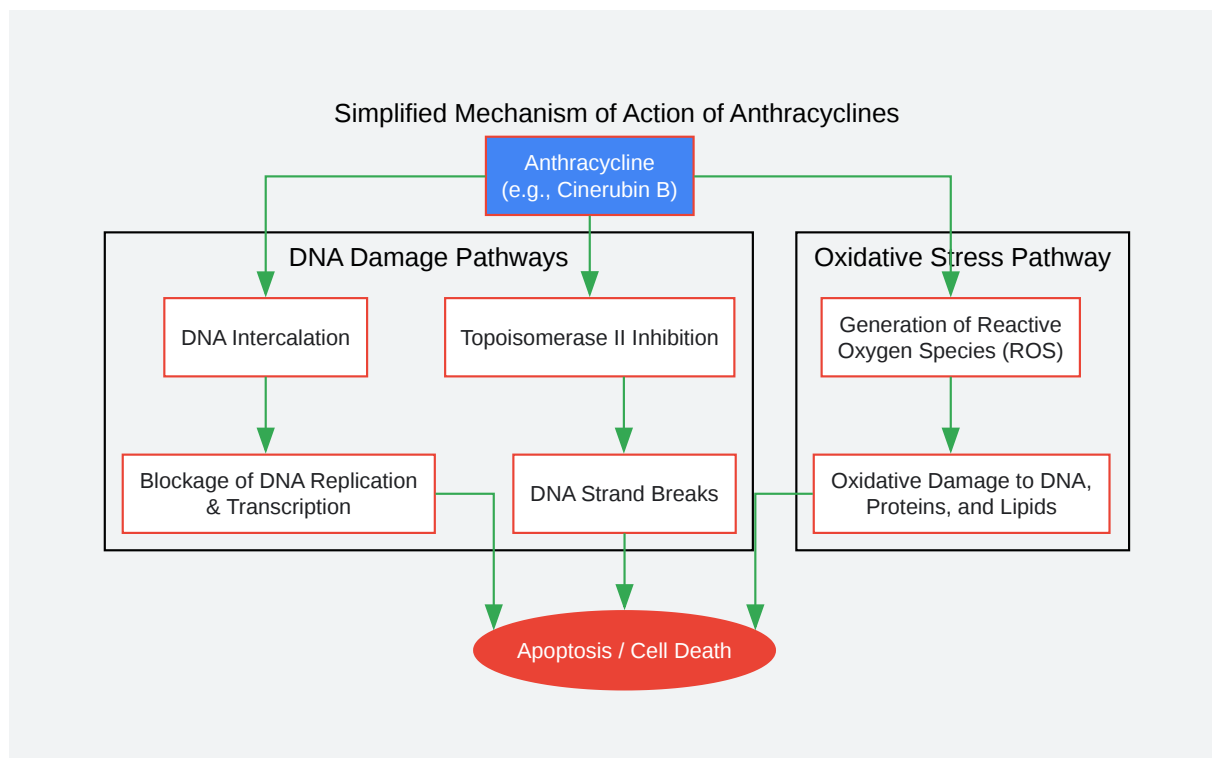 Simplified Mechanism of Action of Anthracyclines
Anthracycline
(e.g., Cinerubin B)
DNA Damage Pathways
Oxidative Stress Pathway
DNA Intercalation
Topoisomerase II Inhibition
Generation of Reactive
Oxygen Species (ROS)
Blockage of DNA Replication
& Transcription
DNA Strand Breaks
Oxidative Damage to DNA,
Proteins, and Lipids
Apoptosis / Cell Death